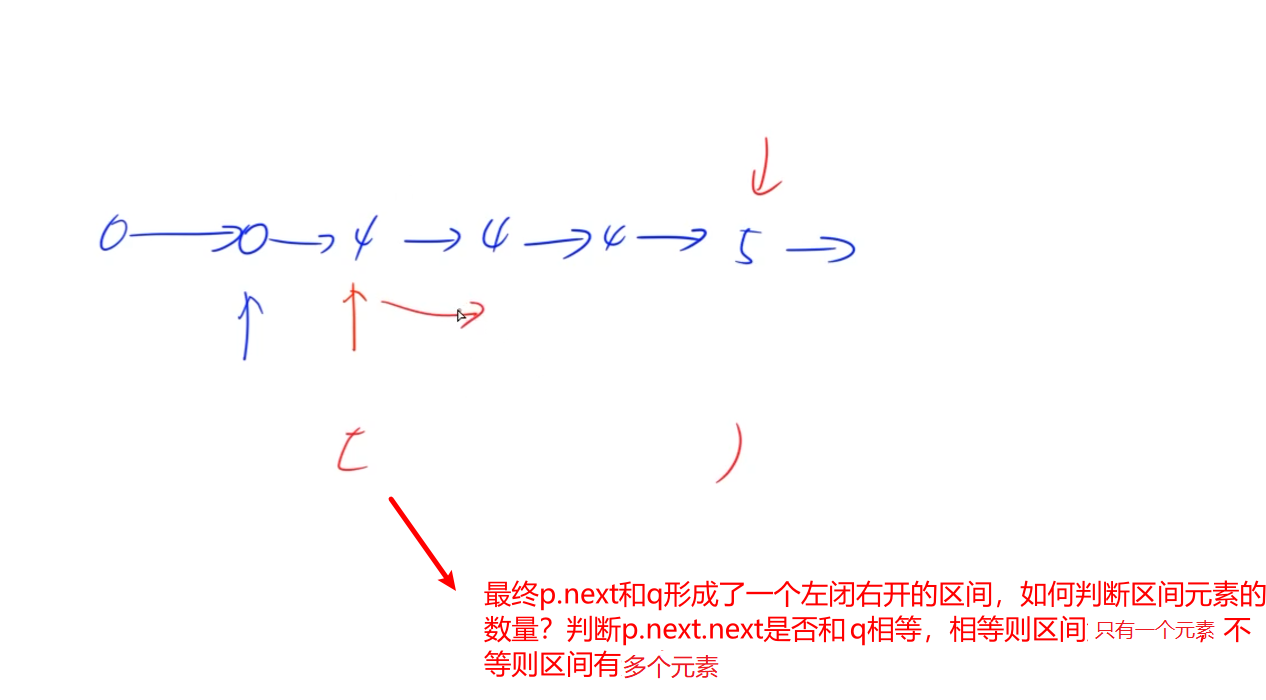 0 → 0 → 4 → 4 → 4 → 5 →
[ )
最终p.next和q形成了一个左闭右开的区间，如何判断区间元素的
数量？判断p.next.next是否和q相等，相等则区间 只有一个元素 不
等则区间有多个元素